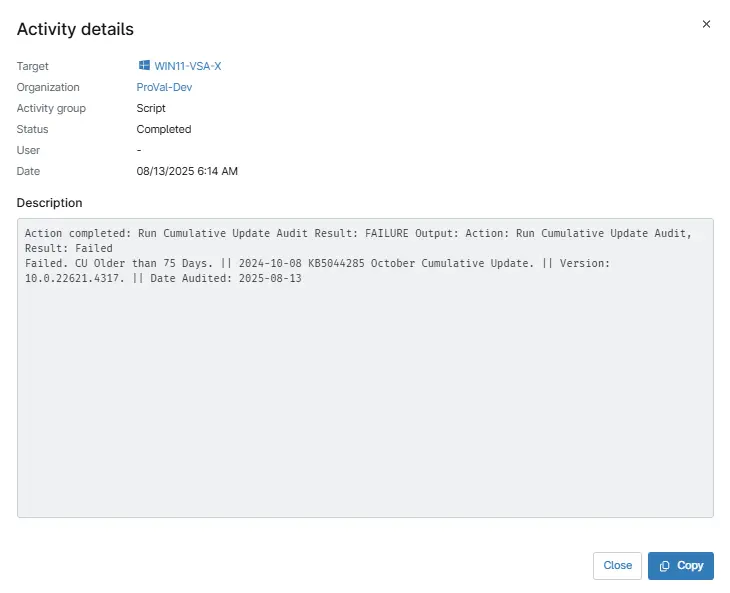 Activity details
Target WIN11-VSA-X
Organization ProVal-Dev
Activity group Script
Status Completed
User -
Date 08/13/2025 6:14 AM
Description
Action completed: Run Cumulative Update Audit Result: FAILURE Output: Action: Run Cumulative Update Audit,
Result: Failed
Failed. CU Older than 75 Days. || 2024-10-08 KB5044285 October Cumulative Update. || Version:
10.0.22621.4317. || Date Audited: 2025-08-13
Close Copy